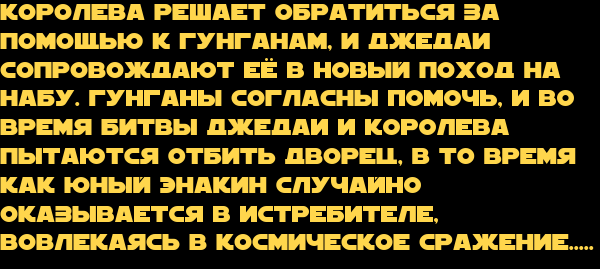 КОРОЛЕВА РЕШАЕТ ОБРАТИТЬСЯ ЗА
ПОМОЩЬЮ К ГУНГАНАМ, И ДЖЕДАИ
СОПРОВОЖДАЮТ ЕЁ В НОВЫЙ ПОХОД НА
НАБУ. ГУНГАНЫ СОГЛАСНЫ ПОМОЧЬ, И ВО
ВРЕМЯ БИТВЫ ДЖЕДАИ И КОРОЛЕВА
ПЫТАЮТСЯ ОТБИТЬ ДВОРЕЦ, В ТО ВРЕМЯ
КАК ЮНЫЙ ЭНАКИН СЛУЧАЙНО
ОКАЗЫВАЕТСЯ В ИСТРЕБИТЕЛЕ,
ВОВЛЕКАЯСЬ В КОСМИЧЕСКОЕ СРАЖЕНИЕ.....